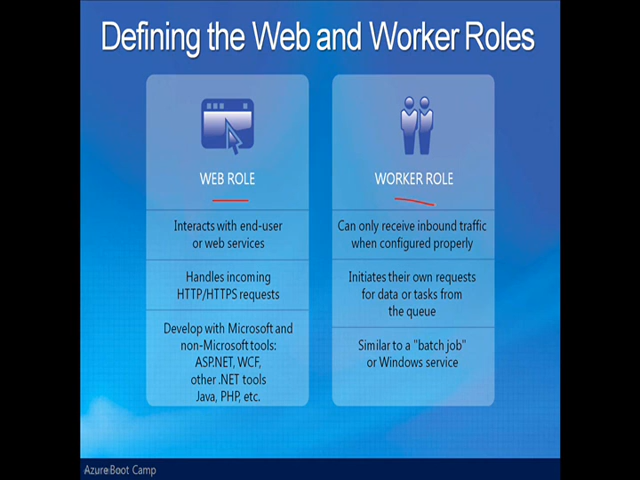 Defining the Web and Worker Roles
WEB ROLE
Interacts with end-user
or web services
Handles incoming
HTTP/HTTPS requests
Develop with Microsoft and
non-Microsoft tools:
ASP.NET, WCF,
other .NET tools
Java, PHP, etc.
WORKER ROLE
Can only receive inbound traffic
when configured properly
Initiates their own requests
for data or tasks from
the queue
Similar to a "batch job"
or Windows service
Azure Boot Camp